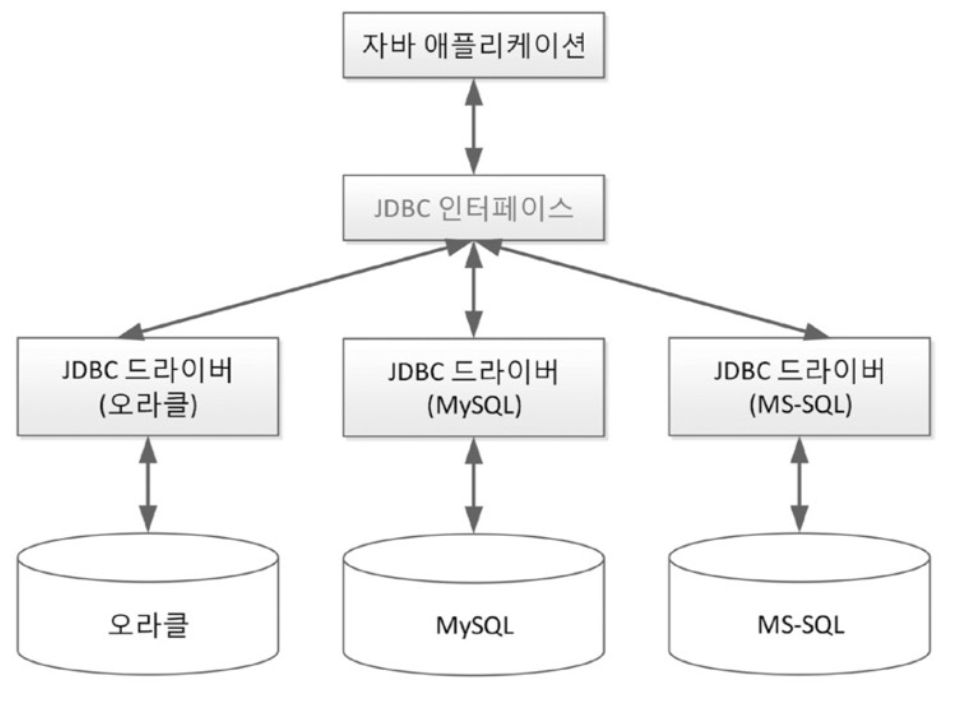 자바 애플리케이션
JDBC 인터페이스
JDBC 드라이버
(오라클)
JDBC 드라이버
(MySQL)
JDBC 드라이버
(MS-SQL)
오라클
MySQL
MS-SQL